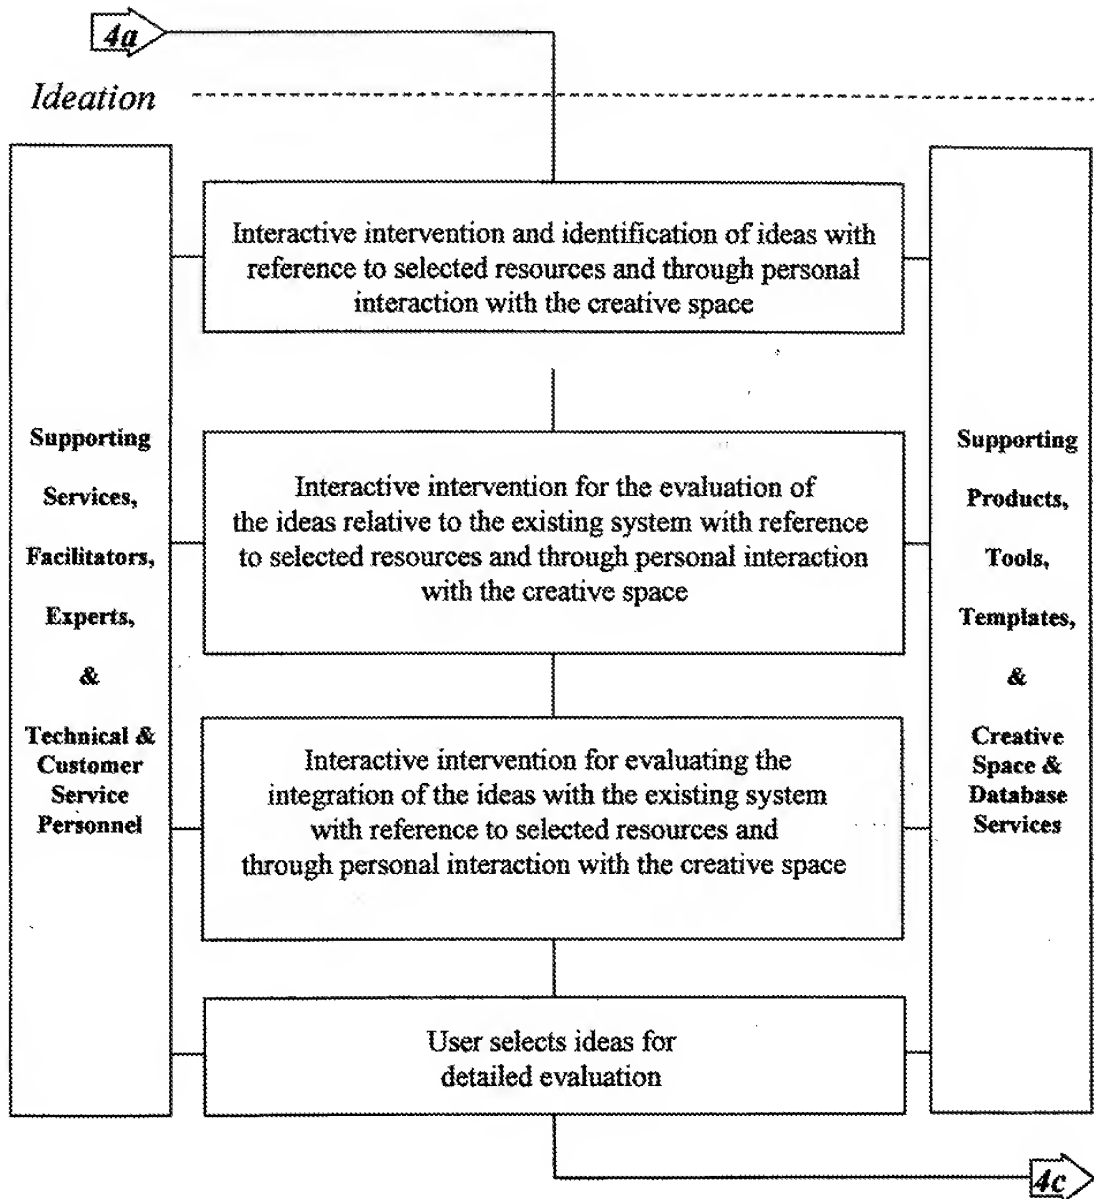 4a
Ideation
Interactive intervention and identification of ideas with
reference to selected resources and through personal
interaction with the creative space
Supporting
Services,
Facilitators,
Experts,
&
Technical &
Customer
Service
Personnel
Interactive intervention for the evaluation of
the ideas relative to the existing system with reference
to selected resources and through personal interaction
with the creative space
Interactive intervention for evaluating the
integration of the ideas with the existing system
with reference to selected resources and
through personal interaction with the creative space
User selects ideas for
detailed evaluation
Supporting
Products,
Tools,
Templates,
&
Creative
Space &
Database
Services
4c